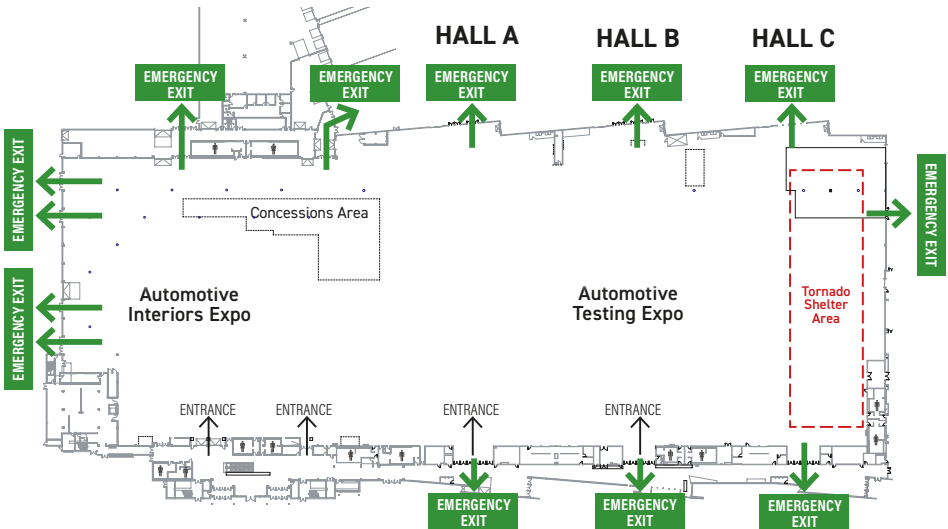 HALL A
HALL B
HALL C
EMERGENCY
EXIT
EMERGENCY
EXIT
EMERGENCY
EXIT
EMERGENCY
EXIT
EMERGENCY
EXIT
EMERGENCY EXIT
EMERGENCY EXIT
Concessions Area
EMERGENCY EXIT
Automotive
Interiors Expo
Automotive
Testing Expo
Tornado
Shelter
Area
ENTRANCE
ENTRANCE
ENTRANCE
ENTRANCE
EMERGENCY
EXIT
EMERGENCY
EXIT
EMERGENCY
EXIT